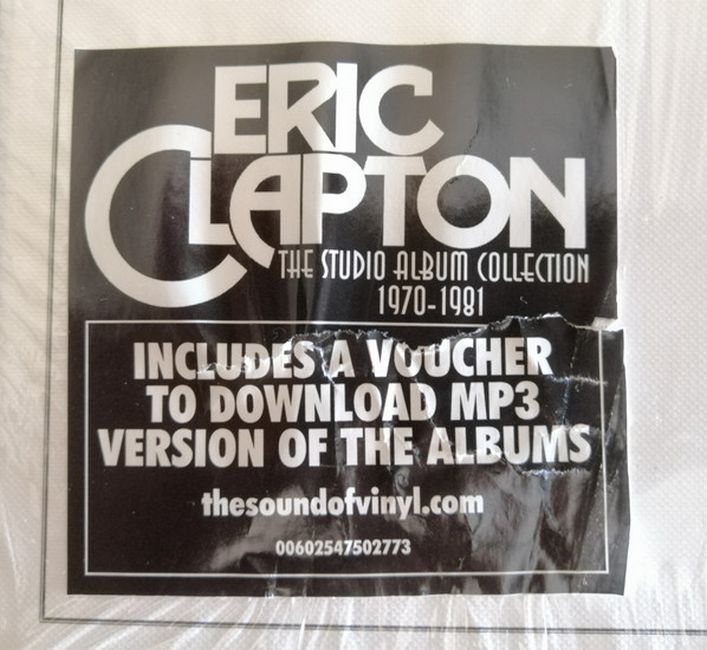 ERIC
CLAPTON
THE STUDIO ALBUM COLLECTION
1970-1981
INCLUDES A VOUCHER
TO DOWNLOAD MP3
VERSION OF THE ALBUMS
thesoundofvinyl.com
00602547502773